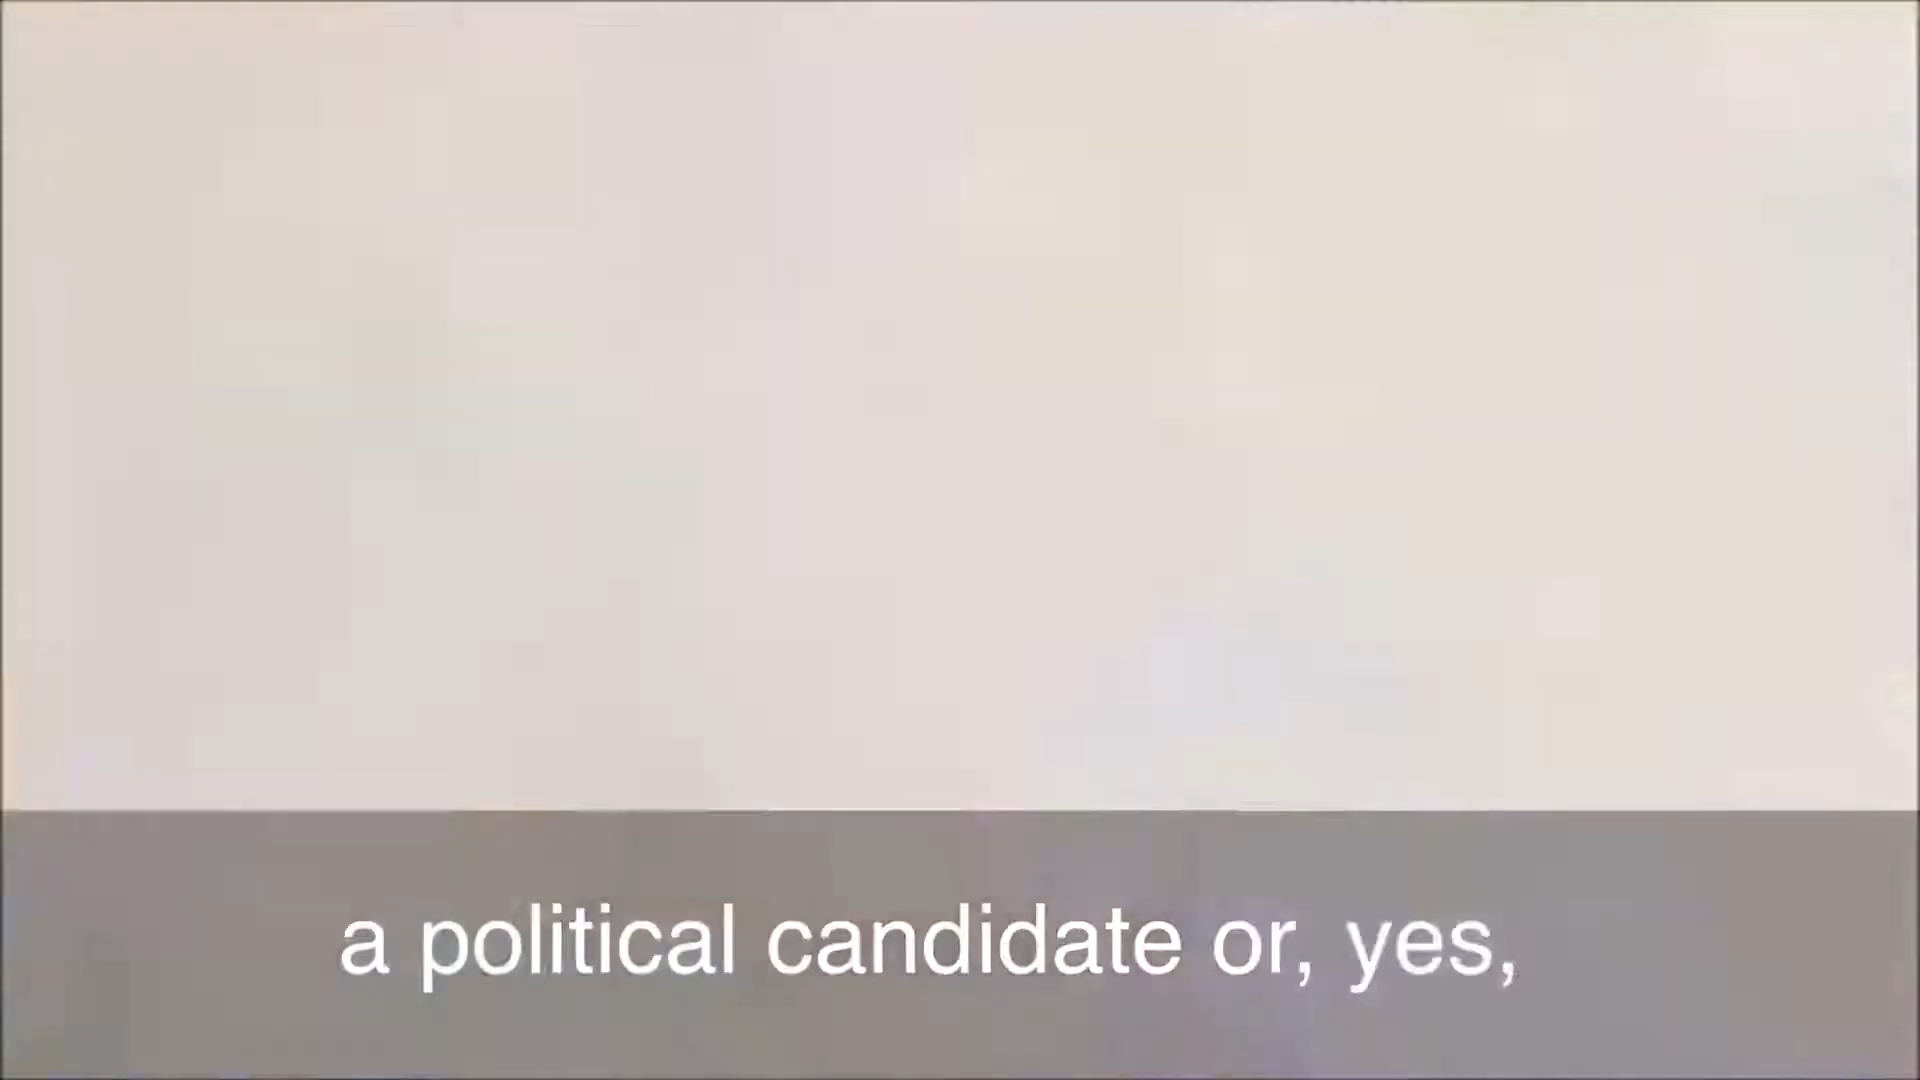 a political candidate or, yes,